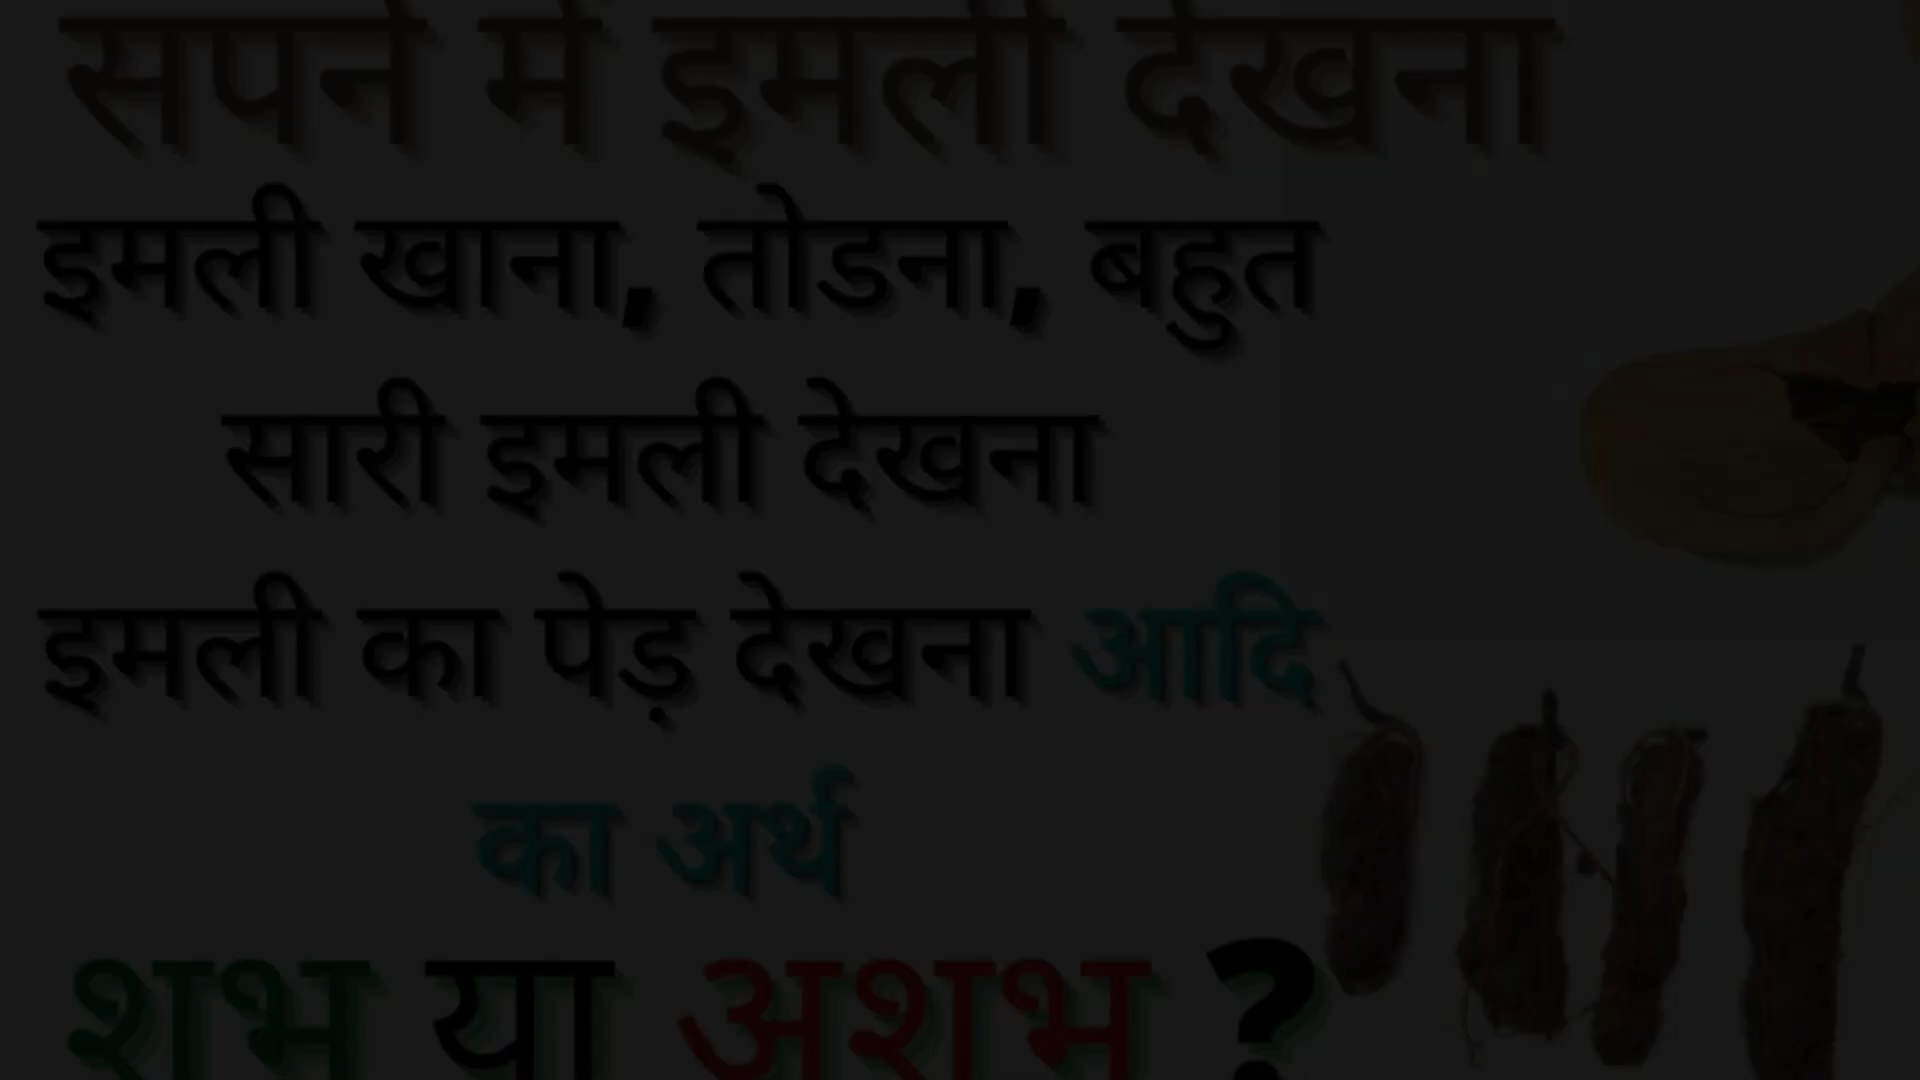 सपने में इमली देखना
इमली खाना, तोडना, बहुत
सारी इमली देखना
इमली का पेड़ देखना आदि
का अर्थ
शुभ या अशुभ ?